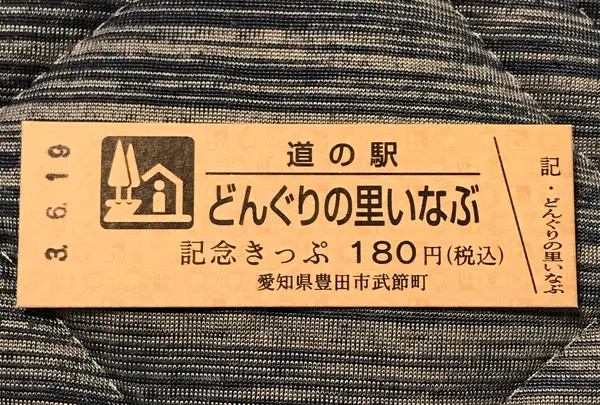 3.6.19
道の駅
どんぐりの里いなぶ
記念きっぷ 180円(税込)
愛知県豊田市武節町
記・どんぐりの里いなぶ